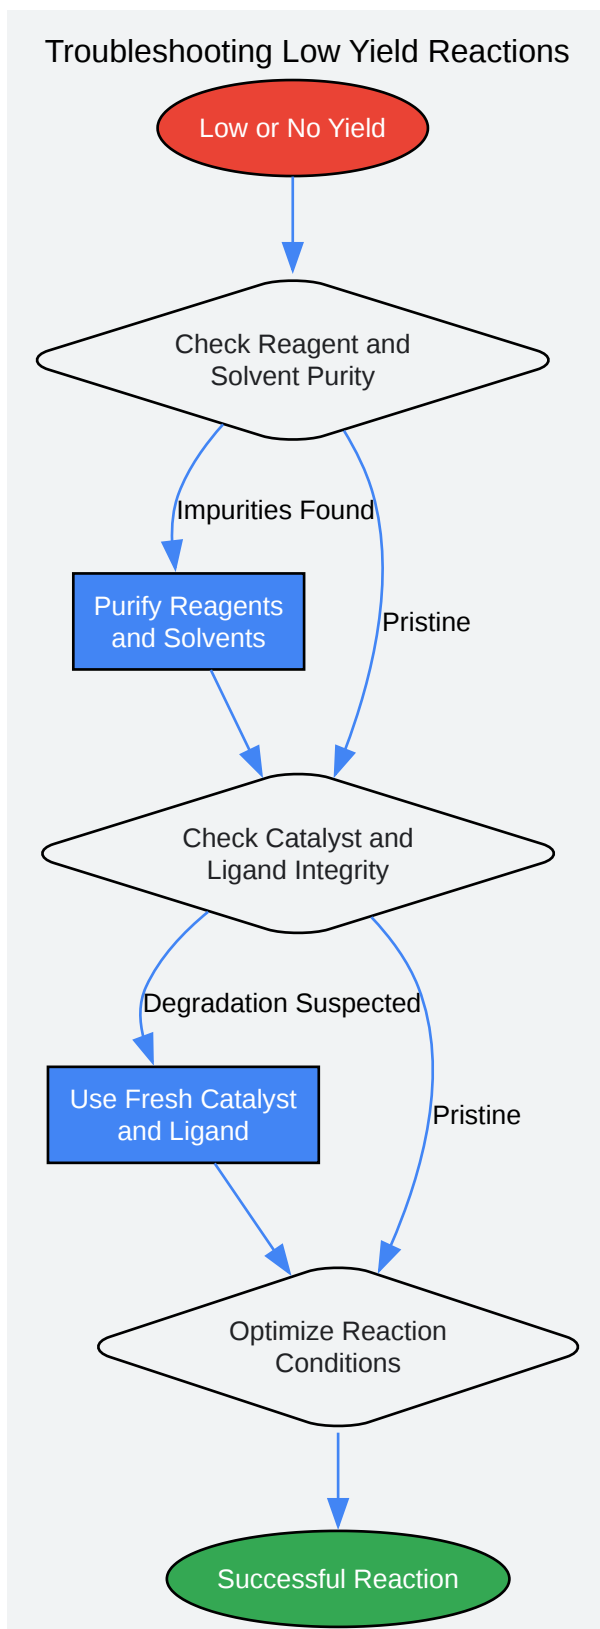 Troubleshooting Low Yield Reactions
Low or No Yield
Check Reagent and
Solvent Purity
Impurities Found
Purify Reagents
and Solvents
Pristine
Check Catalyst and
Ligand Integrity
Degradation Suspected
Use Fresh Catalyst
and Ligand
Pristine
Optimize Reaction
Conditions
Successful Reaction